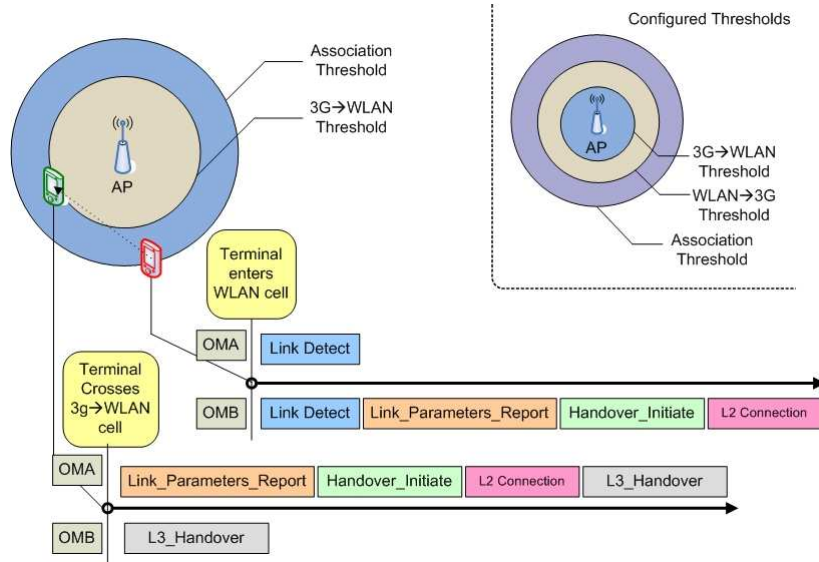 Configured Thresholds
Association
Threshold
3G→WLAN
Threshold
AP
AP
3G→WLAN
Threshold
WLAN→3G
Threshold
Association
Threshold
Terminal
enters
WLAN cell
OMA
Link Detect
OMB
Link Detect
Link_Parameters_Report
Handover_Initiate
L2 Connection
Terminal
Crosses
3g→WLAN
cell
OMA
Link_Parameters_Report
Handover_Initiate
L2 Connection
L3_Handover
OMB
L3_Handover